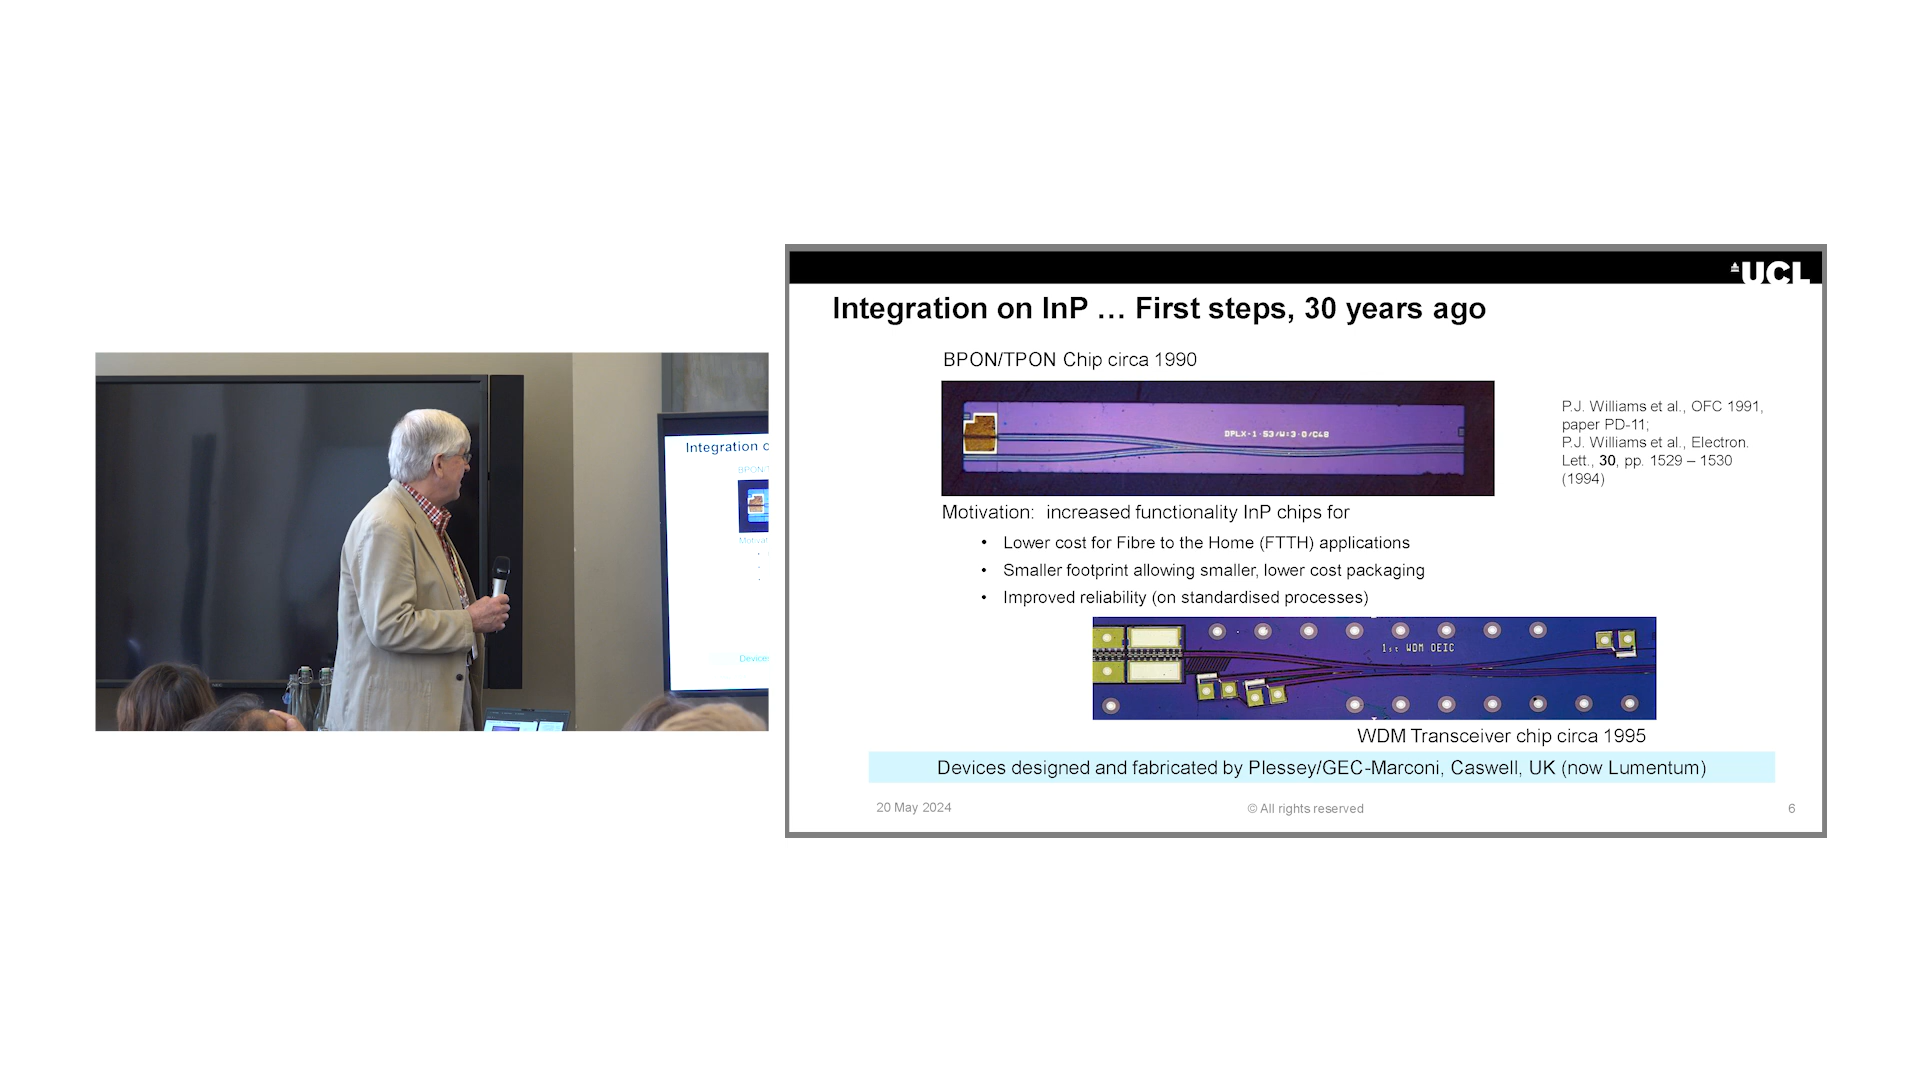 Integration o
BPON/T
Motivat
Devices
UCL
Integration on InP … First steps, 30 years ago
BPON/TPON Chip circa 1990
DPLX-1·S3/W:3·0/C48
P.J. Williams et al., OFC 1991,
paper PD-11;
P.J. Williams et al., Electron.
Lett., 30, pp. 1529 – 1530
(1994)
Motivation: increased functionality InP chips for
• Lower cost for Fibre to the Home (FTTH) applications
• Smaller footprint allowing smaller, lower cost packaging
• Improved reliability (on standardised processes)
1st WDM OEIC
WDM Transceiver chip circa 1995
Devices designed and fabricated by Plessey/GEC-Marconi, Caswell, UK (now Lumentum)
20 May 2024
© All rights reserved
6